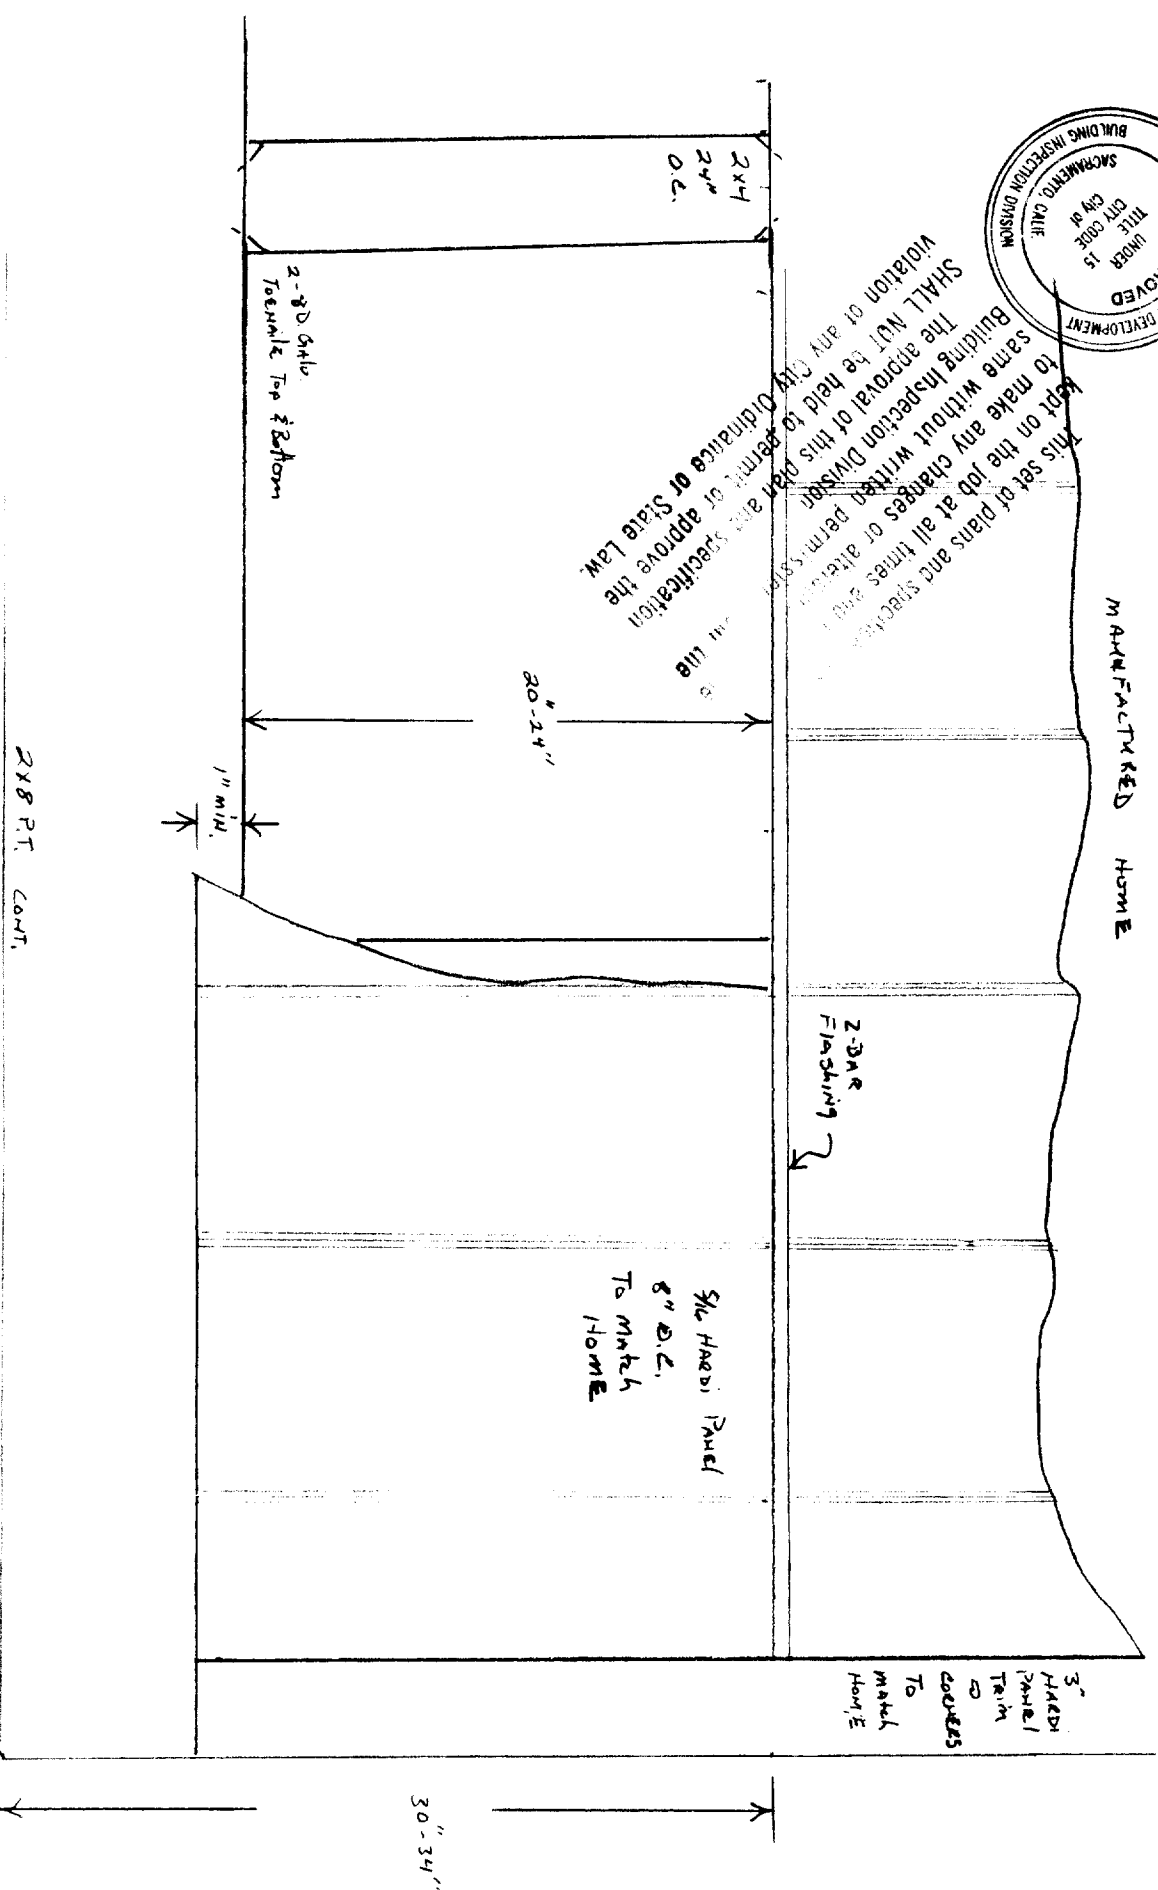 MANUFACTURED HOME
3"
HARDI
PANEl
TRim
@
CORNERS
TO
MAtch
HOME
Z-BAR
FlAShing
2x4
24"
O.C.
20"-24"
5/16 HARDi PANEl
8" O.C.
To MAtch
HOME
30"-34"
2-8D. GAlv.
ToENAilE Top & BoTTom
1" MiN.
2X8 P.T. CONT.
DEVELOPMENT
BUILDING INSPECTION DIVISION
UNDER
TITLE 15
CITY CODE
City of
SACRAMENTO, CALIF
This set of plans and
kept on the job at all times and
to make any changes or
same without written
Building Inspection Division
The approval of this plan and specification
SHALL NOT be held to permit or approve the
violation of any City Ordinance or State Law.